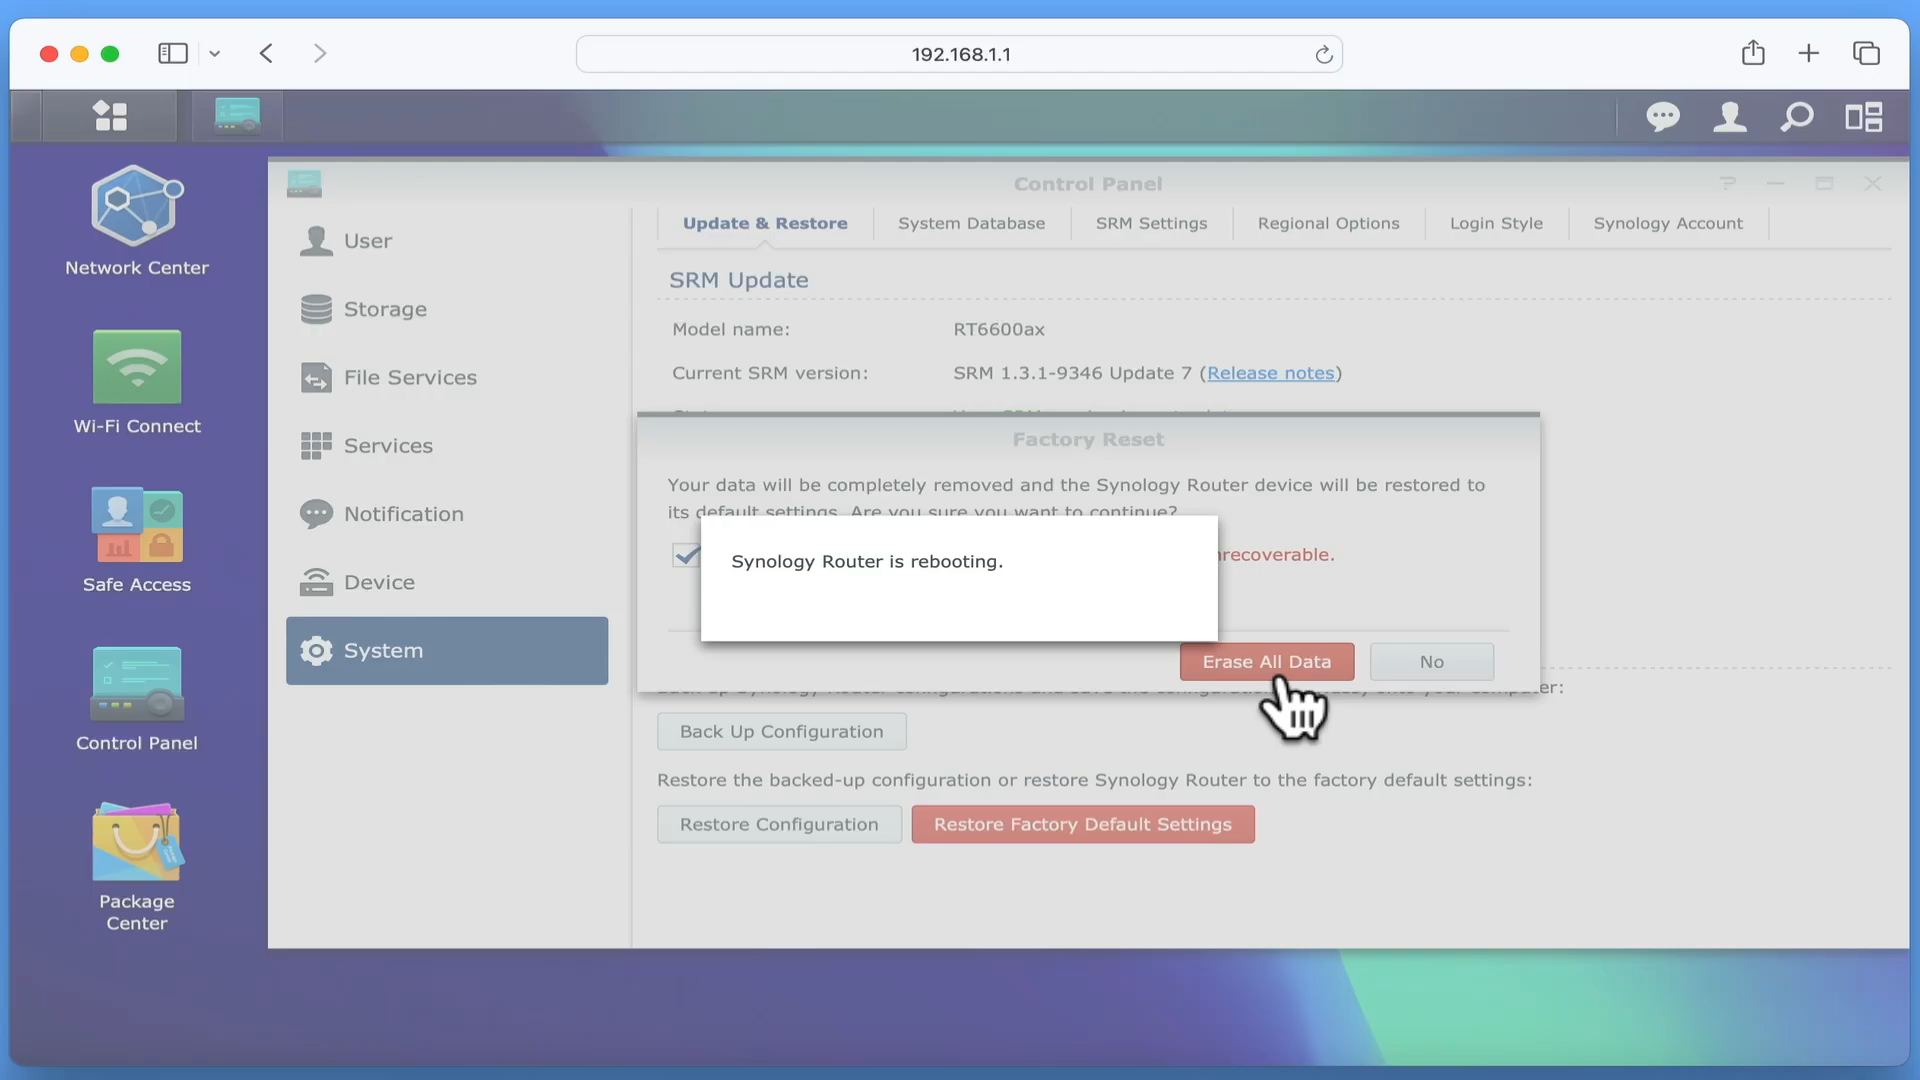 192.168.1.1
Control Panel
Network Center
Wi-Fi Connect
Safe Access
Control Panel
Package
Center
User
Storage
File Services
Services
Notification
Device
System
Update & Restore
System Database
SRM Settings
Regional Options
Login Style
Synology Account
SRM Update
Model name: RT6600ax
Current SRM version: SRM 1.3.1-9346 Update 7 (Release notes)
Factory Reset
Your data will be completely removed and the Synology Router device will be restored to
its default settings. Are you sure you want to continue?
Synology Router is rebooting.
Erase All Data
No
Back Up Configuration
Restore the backed-up configuration or restore Synology Router to the factory default settings:
Restore Configuration
Restore Factory Default Settings